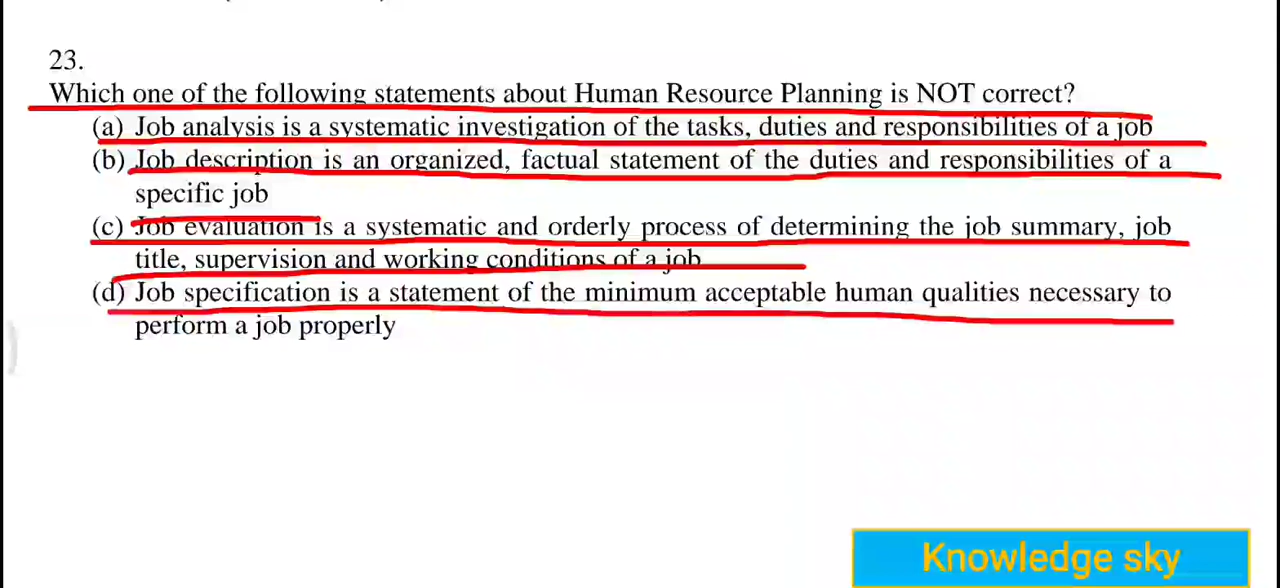 23.
Which one of the following statements about Human Resource Planning is NOT correct?
(a) Job analysis is a systematic investigation of the tasks, duties and responsibilities of a job
(b) Job description is an organized, factual statement of the duties and responsibilities of a
specific job
(c) Job evaluation is a systematic and orderly process of determining the job summary, job
title, supervision and working conditions of a job
(d) Job specification is a statement of the minimum acceptable human qualities necessary to
perform a job properly
Knowledge sky